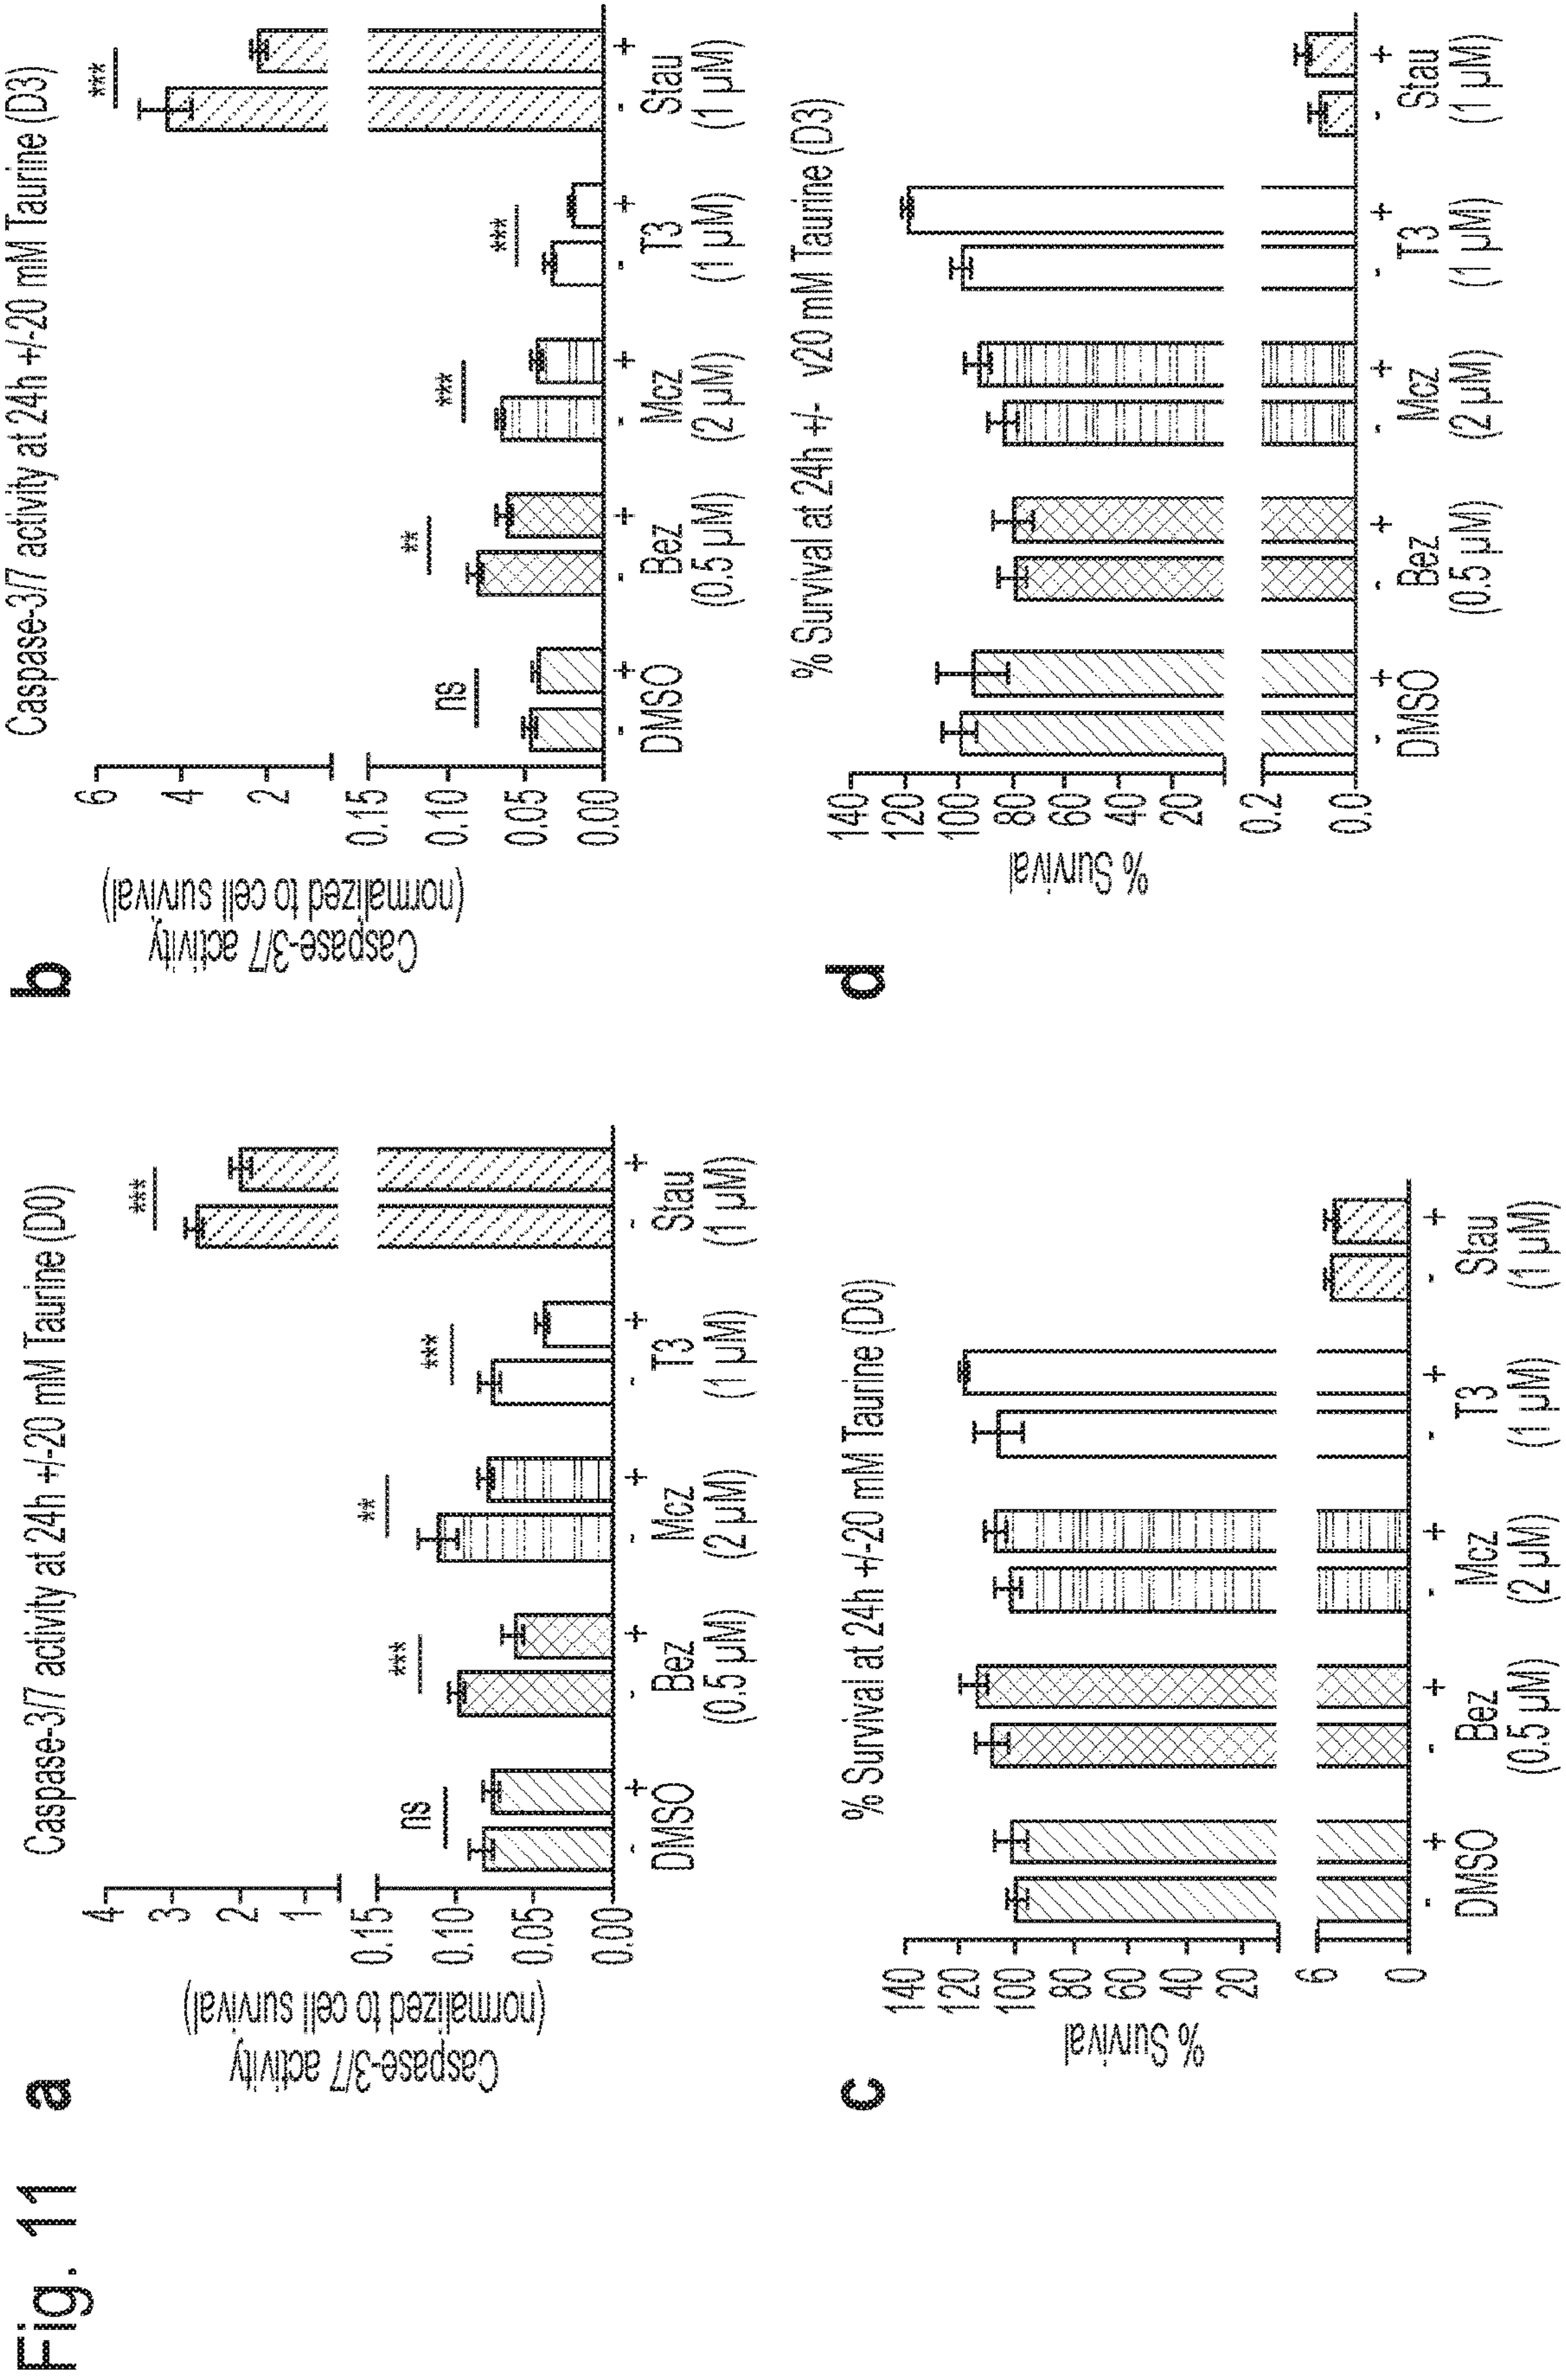 Fig. 11
a
Caspase-3/7 activity at 24h +/-20 mM Taurine (D0)
Caspase-3/7 activity
(normalized to cell survival)
4
3
2
1
0.15
0.10
0.05
0.00
ns
***
**
***
***
- + - + - + - + - +
DMSO Bez Mcz T3 Stau
(0.5 µM) (2 µM) (1 µM) (1 µM)
b
Caspase-3/7 activity at 24h +/-20 mM Taurine (D3)
Caspase-3/7 activity
(normalized to cell survival)
6
4
2
0.15
0.10
0.05
0.00
ns
**
***
***
***
- + - + - + - + - +
DMSO Bez Mcz T3 Stau
(0.5 µM) (2 µM) (1 µM) (1 µM)
c
% Survival at 24h +/-20 mM Taurine (D0)
% Survival
140
120
100
80
60
40
20
6
0
- + - + - + - + - +
DMSO Bez Mcz T3 Stau
(0.5 µM) (2 µM) (1 µM) (1 µM)
d
% Survival at 24h +/- v20 mM Taurine (D3)
% Survival
140
120
100
80
60
40
20
0.2
0.0
- + - + - + - + - +
DMSO Bez Mcz T3 Stau
(0.5 µM) (2 µM) (1 µM) (1 µM)